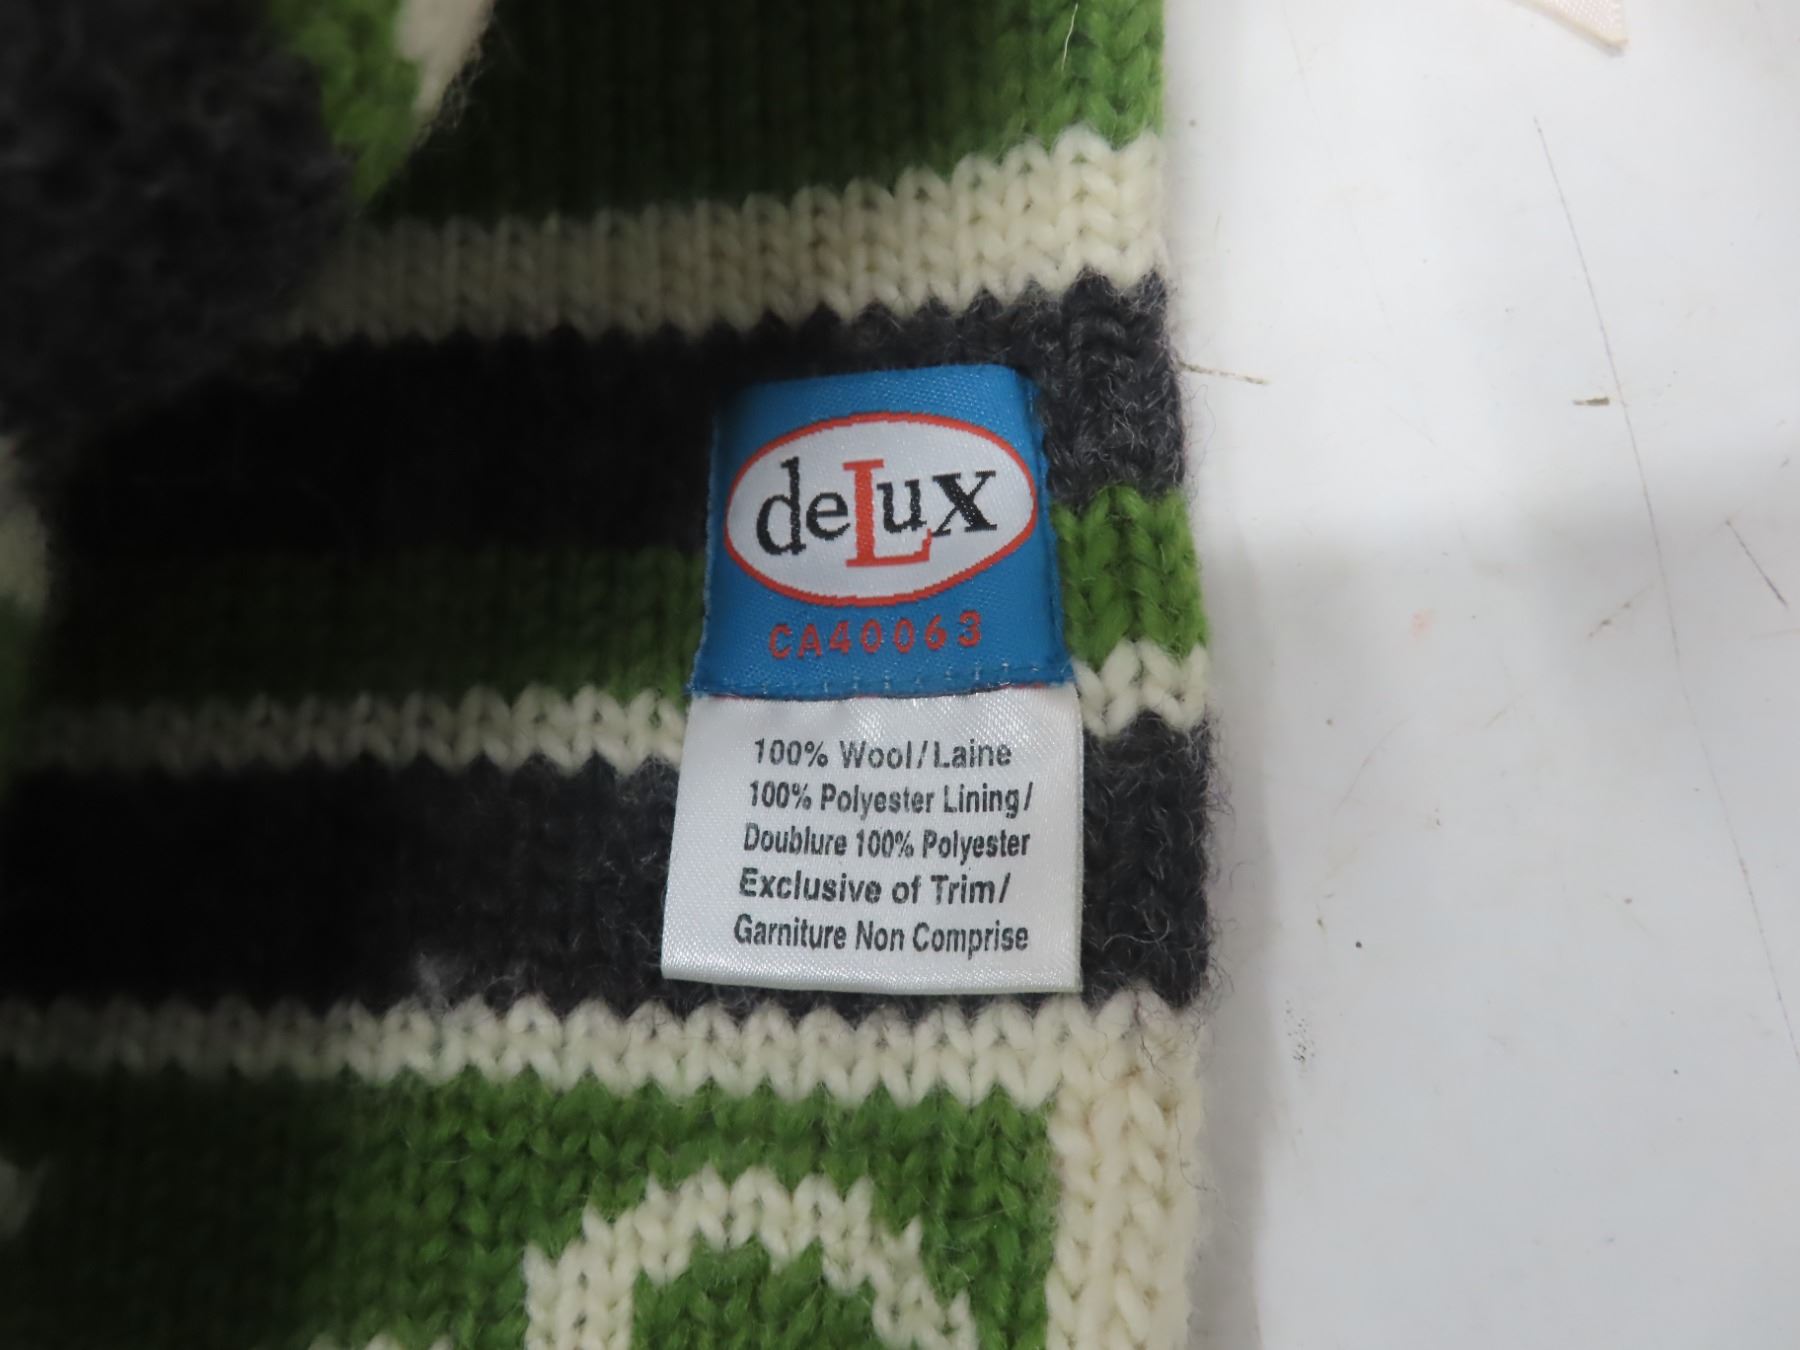 deLux
CA40063
100% Wool/Laine
100% Polyester Lining/
Doublure 100% Polyester
Exclusive of Trim/
Garniture Non Comprise